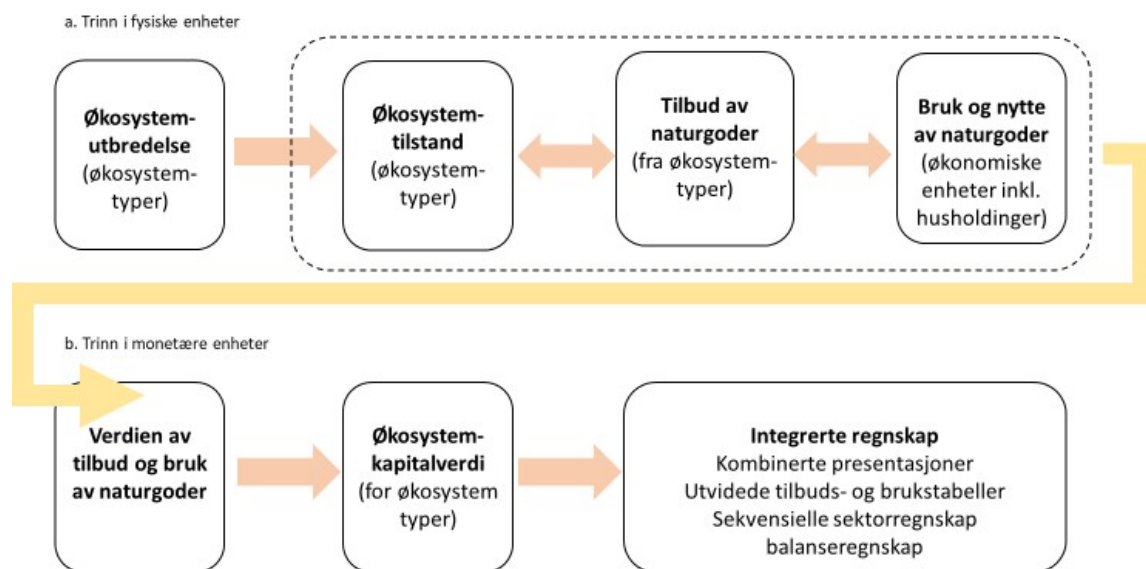 a. Trinn i fysiske enheter
Økosystem-
utbredelse
(økosystem-
typer)
Økosystem-
tilstand
(økosystem-
typer)
Tilbud av
naturgoder
(fra økosystem-
typer)
Bruk og nytte
av naturgoder
(økonomiske
enheter inkl.
husholdinger)
b. Trinn i monetære enheter
Verdien av
tilbud og bruk
av naturgoder
Økosystem-
kapitalverdi
(for økosystem
typer)
Integrerte regnskap
Kombinerte presentasjoner
Utvidede tilbuds- og brukstabeller
Sekvensielle sektorregnskap
balanseregnskap